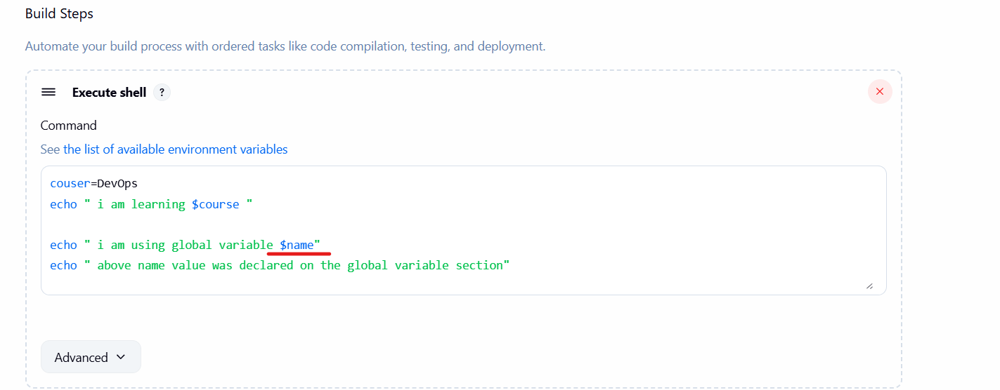 Build Steps
Automate your build process with ordered tasks like code compilation, testing, and deployment.
Execute shell ?
Command
See the list of available environment variables
couser=DevOps
echo " i am learning $course "
echo " i am using global variable $name"
echo " above name value was declared on the global variable section"
Advanced